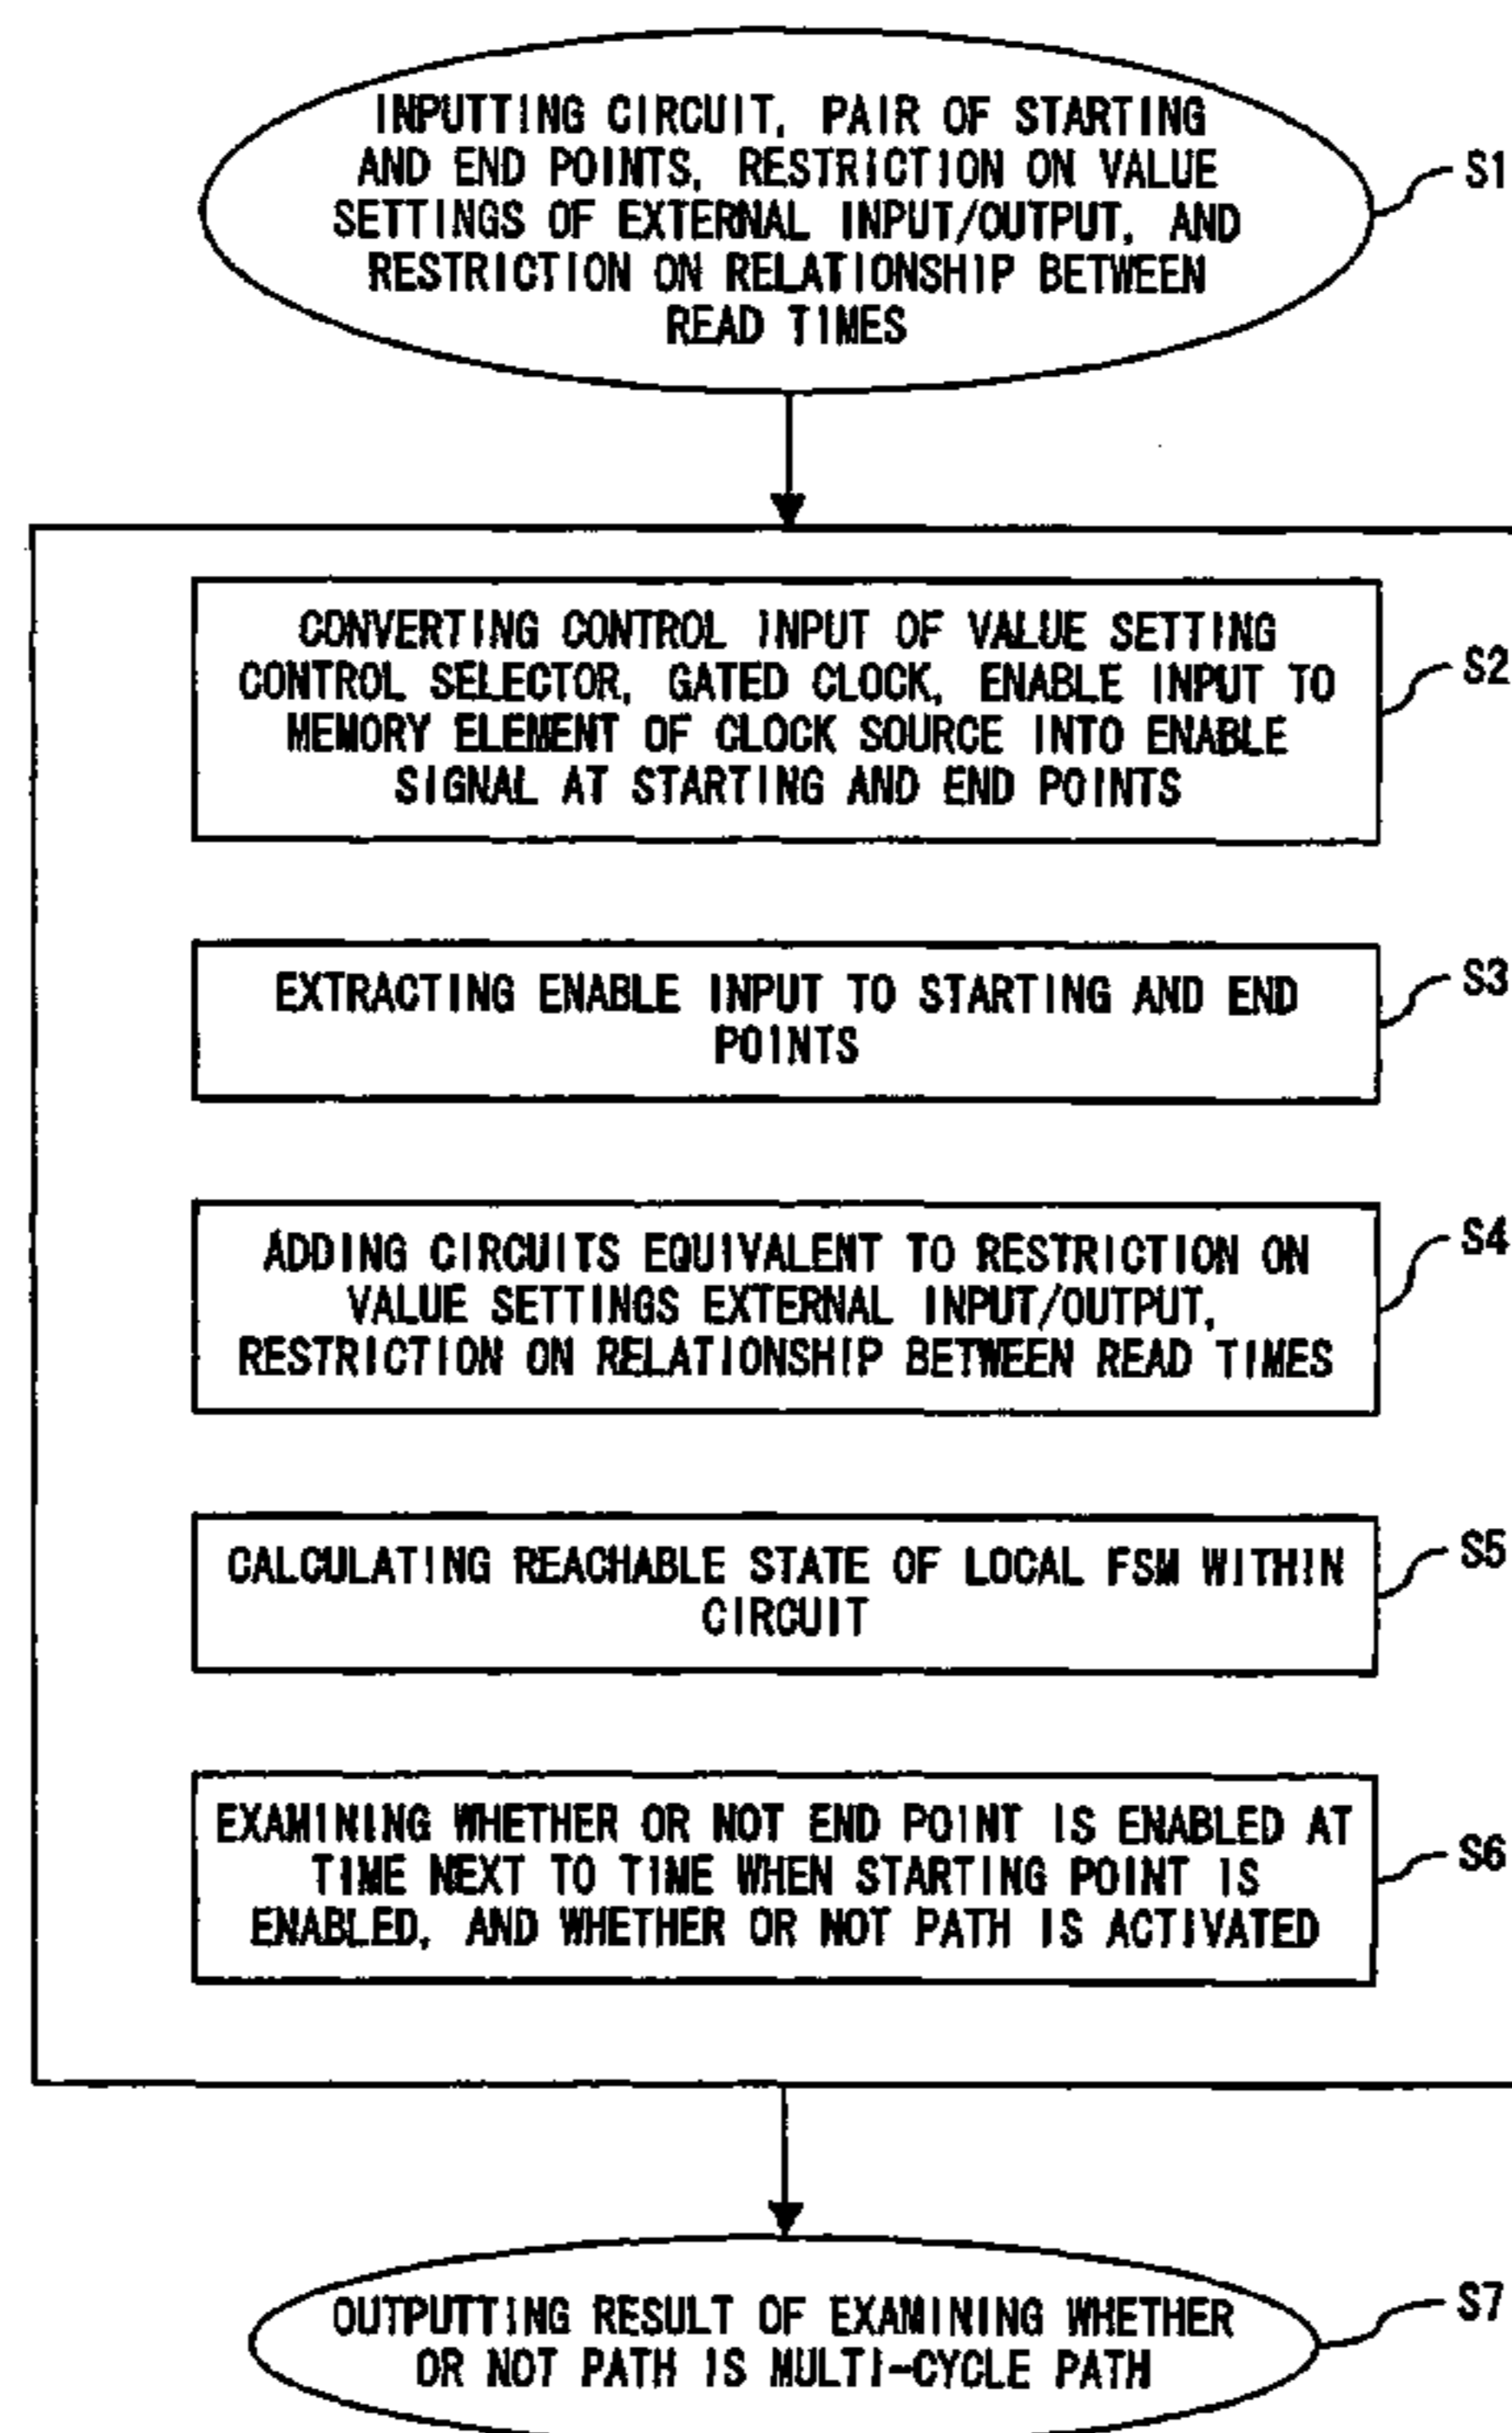 INPUTTING CIRCUIT, PAIR OF STARTING
AND END POINTS, RESTRICTION ON VALUE
SETTINGS OF EXTERNAL INPUT/OUTPUT, AND
RESTRICTION ON RELATIONSHIP BETWEEN
READ TIMES
S1
CONVERTING CONTROL INPUT OF VALUE SETTING
CONTROL SELECTOR, GATED CLOCK, ENABLE INPUT TO
MEMORY ELEMENT OF CLOCK SOURCE INTO ENABLE
SIGNAL AT STARTING AND END POINTS
S2
EXTRACTING ENABLE INPUT TO STARTING AND END
POINTS
S3
ADDING CIRCUITS EQUIVALENT TO RESTRICTION ON
VALUE SETTINGS EXTERNAL INPUT/OUTPUT,
RESTRICTION ON RELATIONSHIP BETWEEN READ TIMES
S4
CALCULATING REACHABLE STATE OF LOCAL FSM WITHIN
CIRCUIT
S5
EXAMINING WHETHER OR NOT END POINT IS ENABLED AT
TIME NEXT TO TIME WHEN STARTING POINT IS
ENABLED, AND WHETHER OR NOT PATH IS ACTIVATED
S6
OUTPUTTING RESULT OF EXAMINING WHETHER
OR NOT PATH IS MULTI-CYCLE PATH
S7